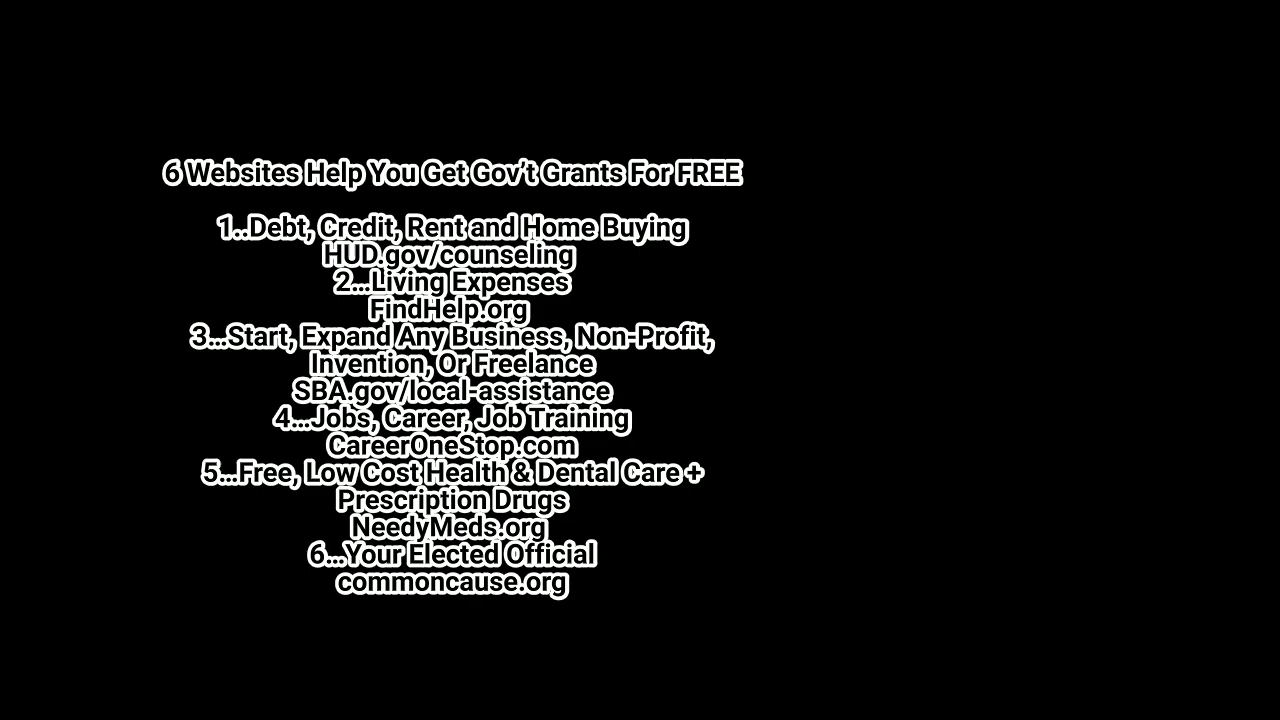 6 Websites Help You Get Gov't Grants For FREE
1..Debt, Credit, Rent and Home Buying
HUD.gov/counseling
2...Living Expenses
FindHelp.org
3...Start, Expand Any Business, Non-Profit,
Invention, Or Freelance
SBA.gov/local-assistance
4...Jobs, Career, Job Training
CareerOneStop.com
5...Free, Low Cost Health & Dental Care +
Prescription Drugs
NeedyMeds.org
6...Your Elected Official
commoncause.org